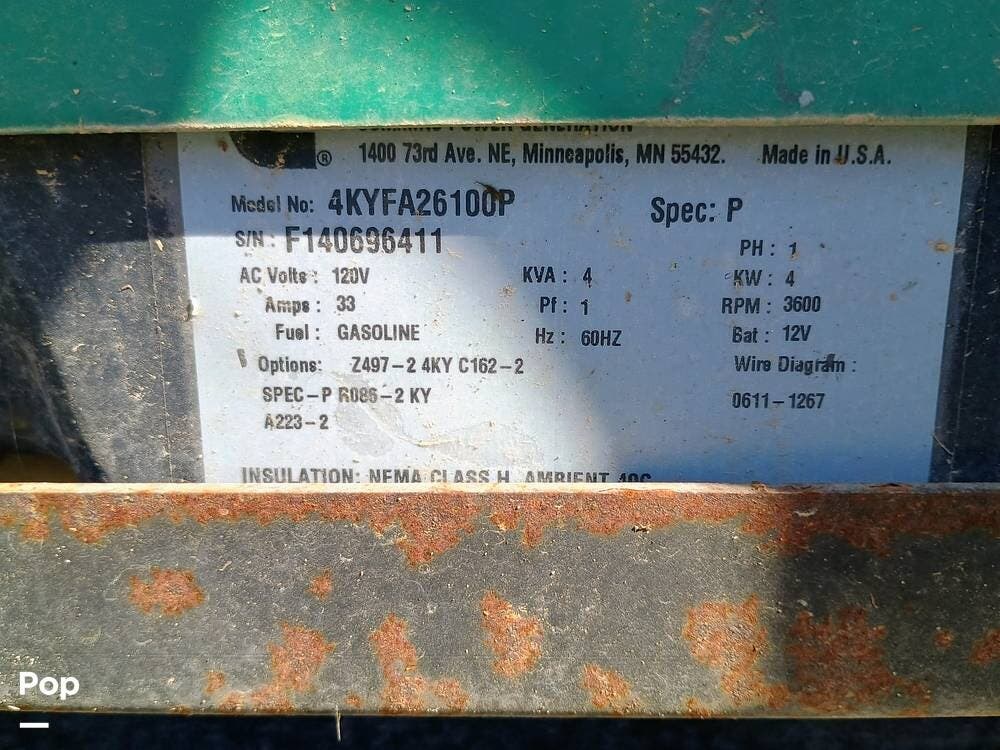 CUMMINS POWER GENERATION
®
1400 73rd Ave. NE, Minneapolis, MN 55432. Made in U.S.A.
Model No: 4KYFA26100P Spec: P
S/N : F140696411 PH : 1
AC Volts : 120V KVA : 4 KW : 4
Amps : 33 Pf : 1 RPM : 3600
Fuel : GASOLINE Hz : 60HZ Bat : 12V
Options: Z497-2 4KY C162-2 Wire Diagram :
SPEC-P R086-2 KY 0611-1267
A223-2
INSULATION: NEMA CLASS H AMBIENT 40C
Pop